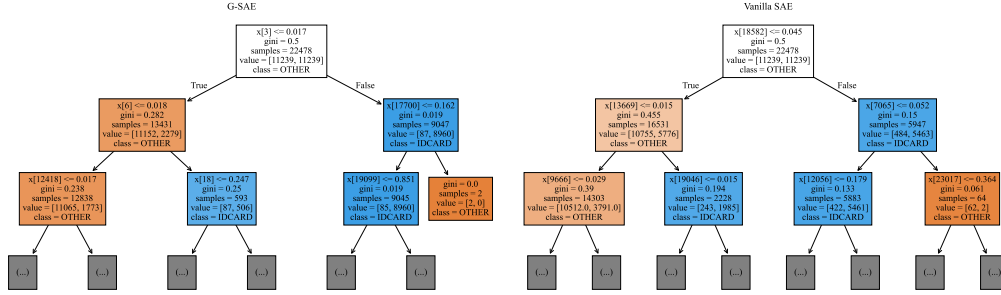 G-SAE
x[3] <= 0.017
gini = 0.5
samples = 22478
value = [11239, 11239]
class = OTHER
True
False
x[6] <= 0.018
gini = 0.282
samples = 13431
value = [11152, 2279]
class = OTHER
x[17700] <= 0.162
gini = 0.019
samples = 9047
value = [87, 8960]
class = IDCARD
x[12418] <= 0.017
gini = 0.238
samples = 12838
value = [11065, 1773]
class = OTHER
x[18] <= 0.247
gini = 0.25
samples = 593
value = [87, 506]
class = IDCARD
x[19099] <= 0.851
gini = 0.019
samples = 9045
value = [85, 8960]
class = IDCARD
gini = 0.0
samples = 2
value = [2, 0]
class = OTHER
(...)
(...)
(...)
(...)
(...)
(...)
Vanilla SAE
x[18582] <= 0.045
gini = 0.5
samples = 22478
value = [11239, 11239]
class = OTHER
True
False
x[13669] <= 0.015
gini = 0.455
samples = 16531
value = [10755, 5776]
class = OTHER
x[7065] <= 0.052
gini = 0.15
samples = 5947
value = [484, 5463]
class = IDCARD
x[9666] <= 0.029
gini = 0.39
samples = 14303
value = [10512.0, 3791.0]
class = OTHER
x[19046] <= 0.015
gini = 0.194
samples = 2228
value = [243, 1985]
class = IDCARD
x[12056] <= 0.179
gini = 0.133
samples = 5883
value = [422, 5461]
class = IDCARD
x[23017] <= 0.364
gini = 0.061
samples = 64
value = [62, 2]
class = OTHER
(...)
(...)
(...)
(...)
(...)
(...)
(...)
(...)